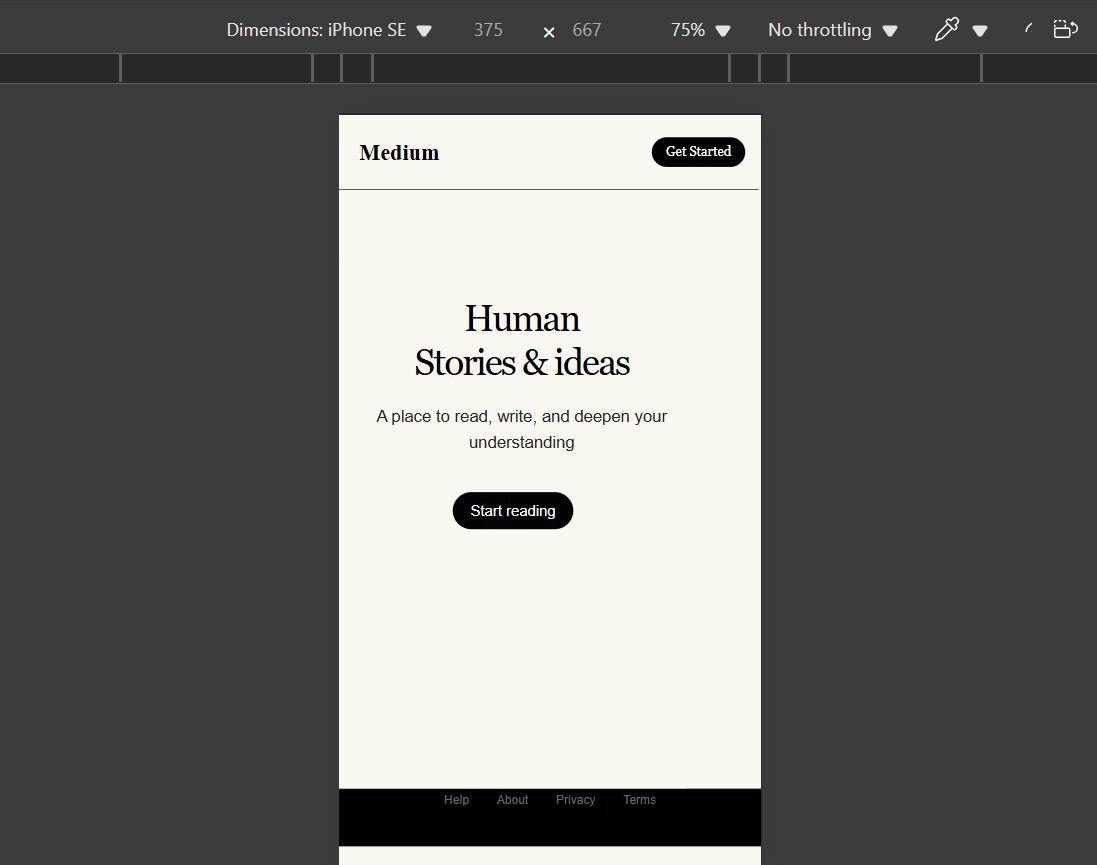 Dimensions: iPhone SE 375 × 667 75% No throttling
Medium Get Started
Human
Stories & ideas
A place to read, write, and deepen your
understanding
Start reading
Help About Privacy Terms